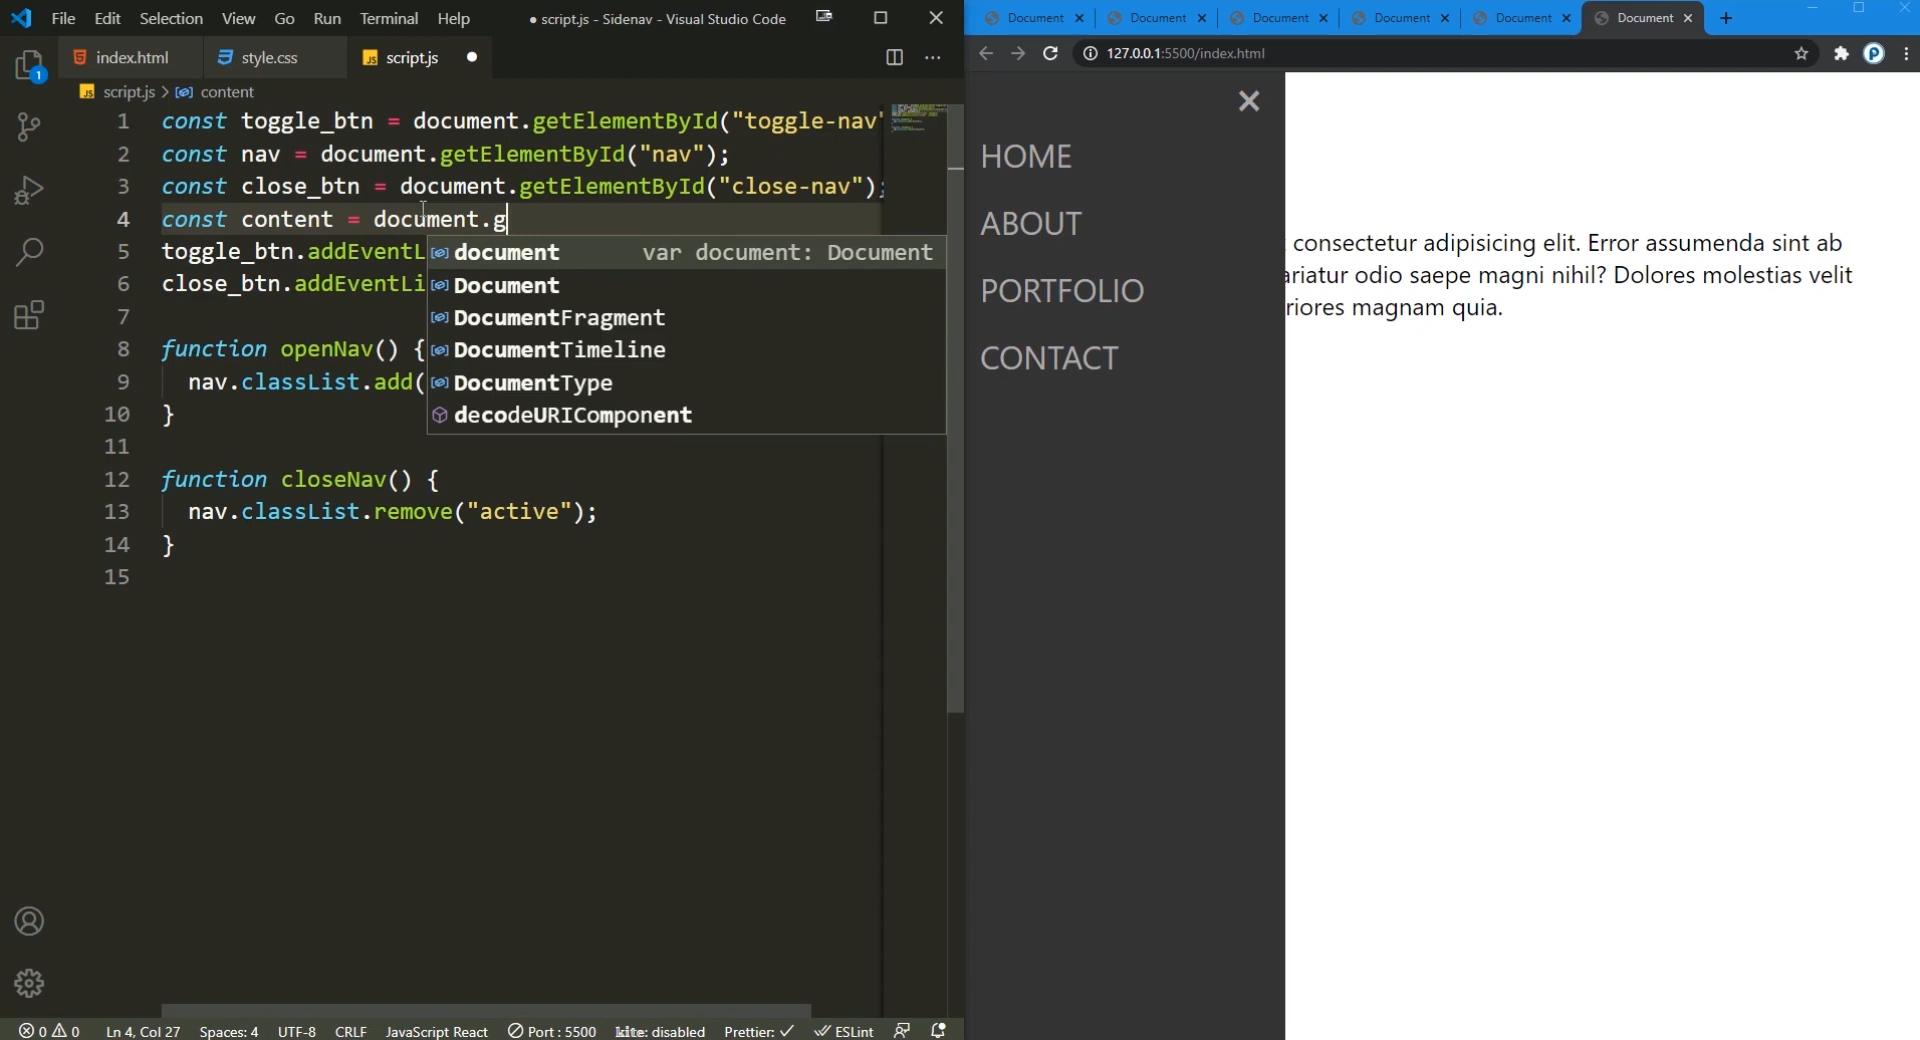 File Edit Selection View Go Run Terminal Help
● script.js - Sidenav - Visual Studio Code
index.html style.css script.js
script.js > content
1 const toggle_btn = document.getElementById("toggle-nav"
2 const nav = document.getElementById("nav");
3 const close_btn = document.getElementById("close-nav");
4 const content = document.g
5 toggle_btn.addEventL
6 close_btn.addEventLi
7
8 function openNav() {
9 nav.classList.add(
10 }
11
12 function closeNav() {
13 nav.classList.remove("active");
14 }
15
document var document: Document
Document
DocumentFragment
DocumentTimeline
DocumentType
decodeURIComponent
1
0 0 Ln 4, Col 27 Spaces: 4 UTF-8 CRLF JavaScript React Port : 5500 kite: disabled Prettier: ESLint
Document Document Document Document Document Document
127.0.0.1:5500/index.html
HOME
ABOUT
PORTFOLIO
CONTACT
consectetur adipisicing elit. Error assumenda sint ab
ariatur odio saepe magni nihil? Dolores molestias velit
riores magnam quia.